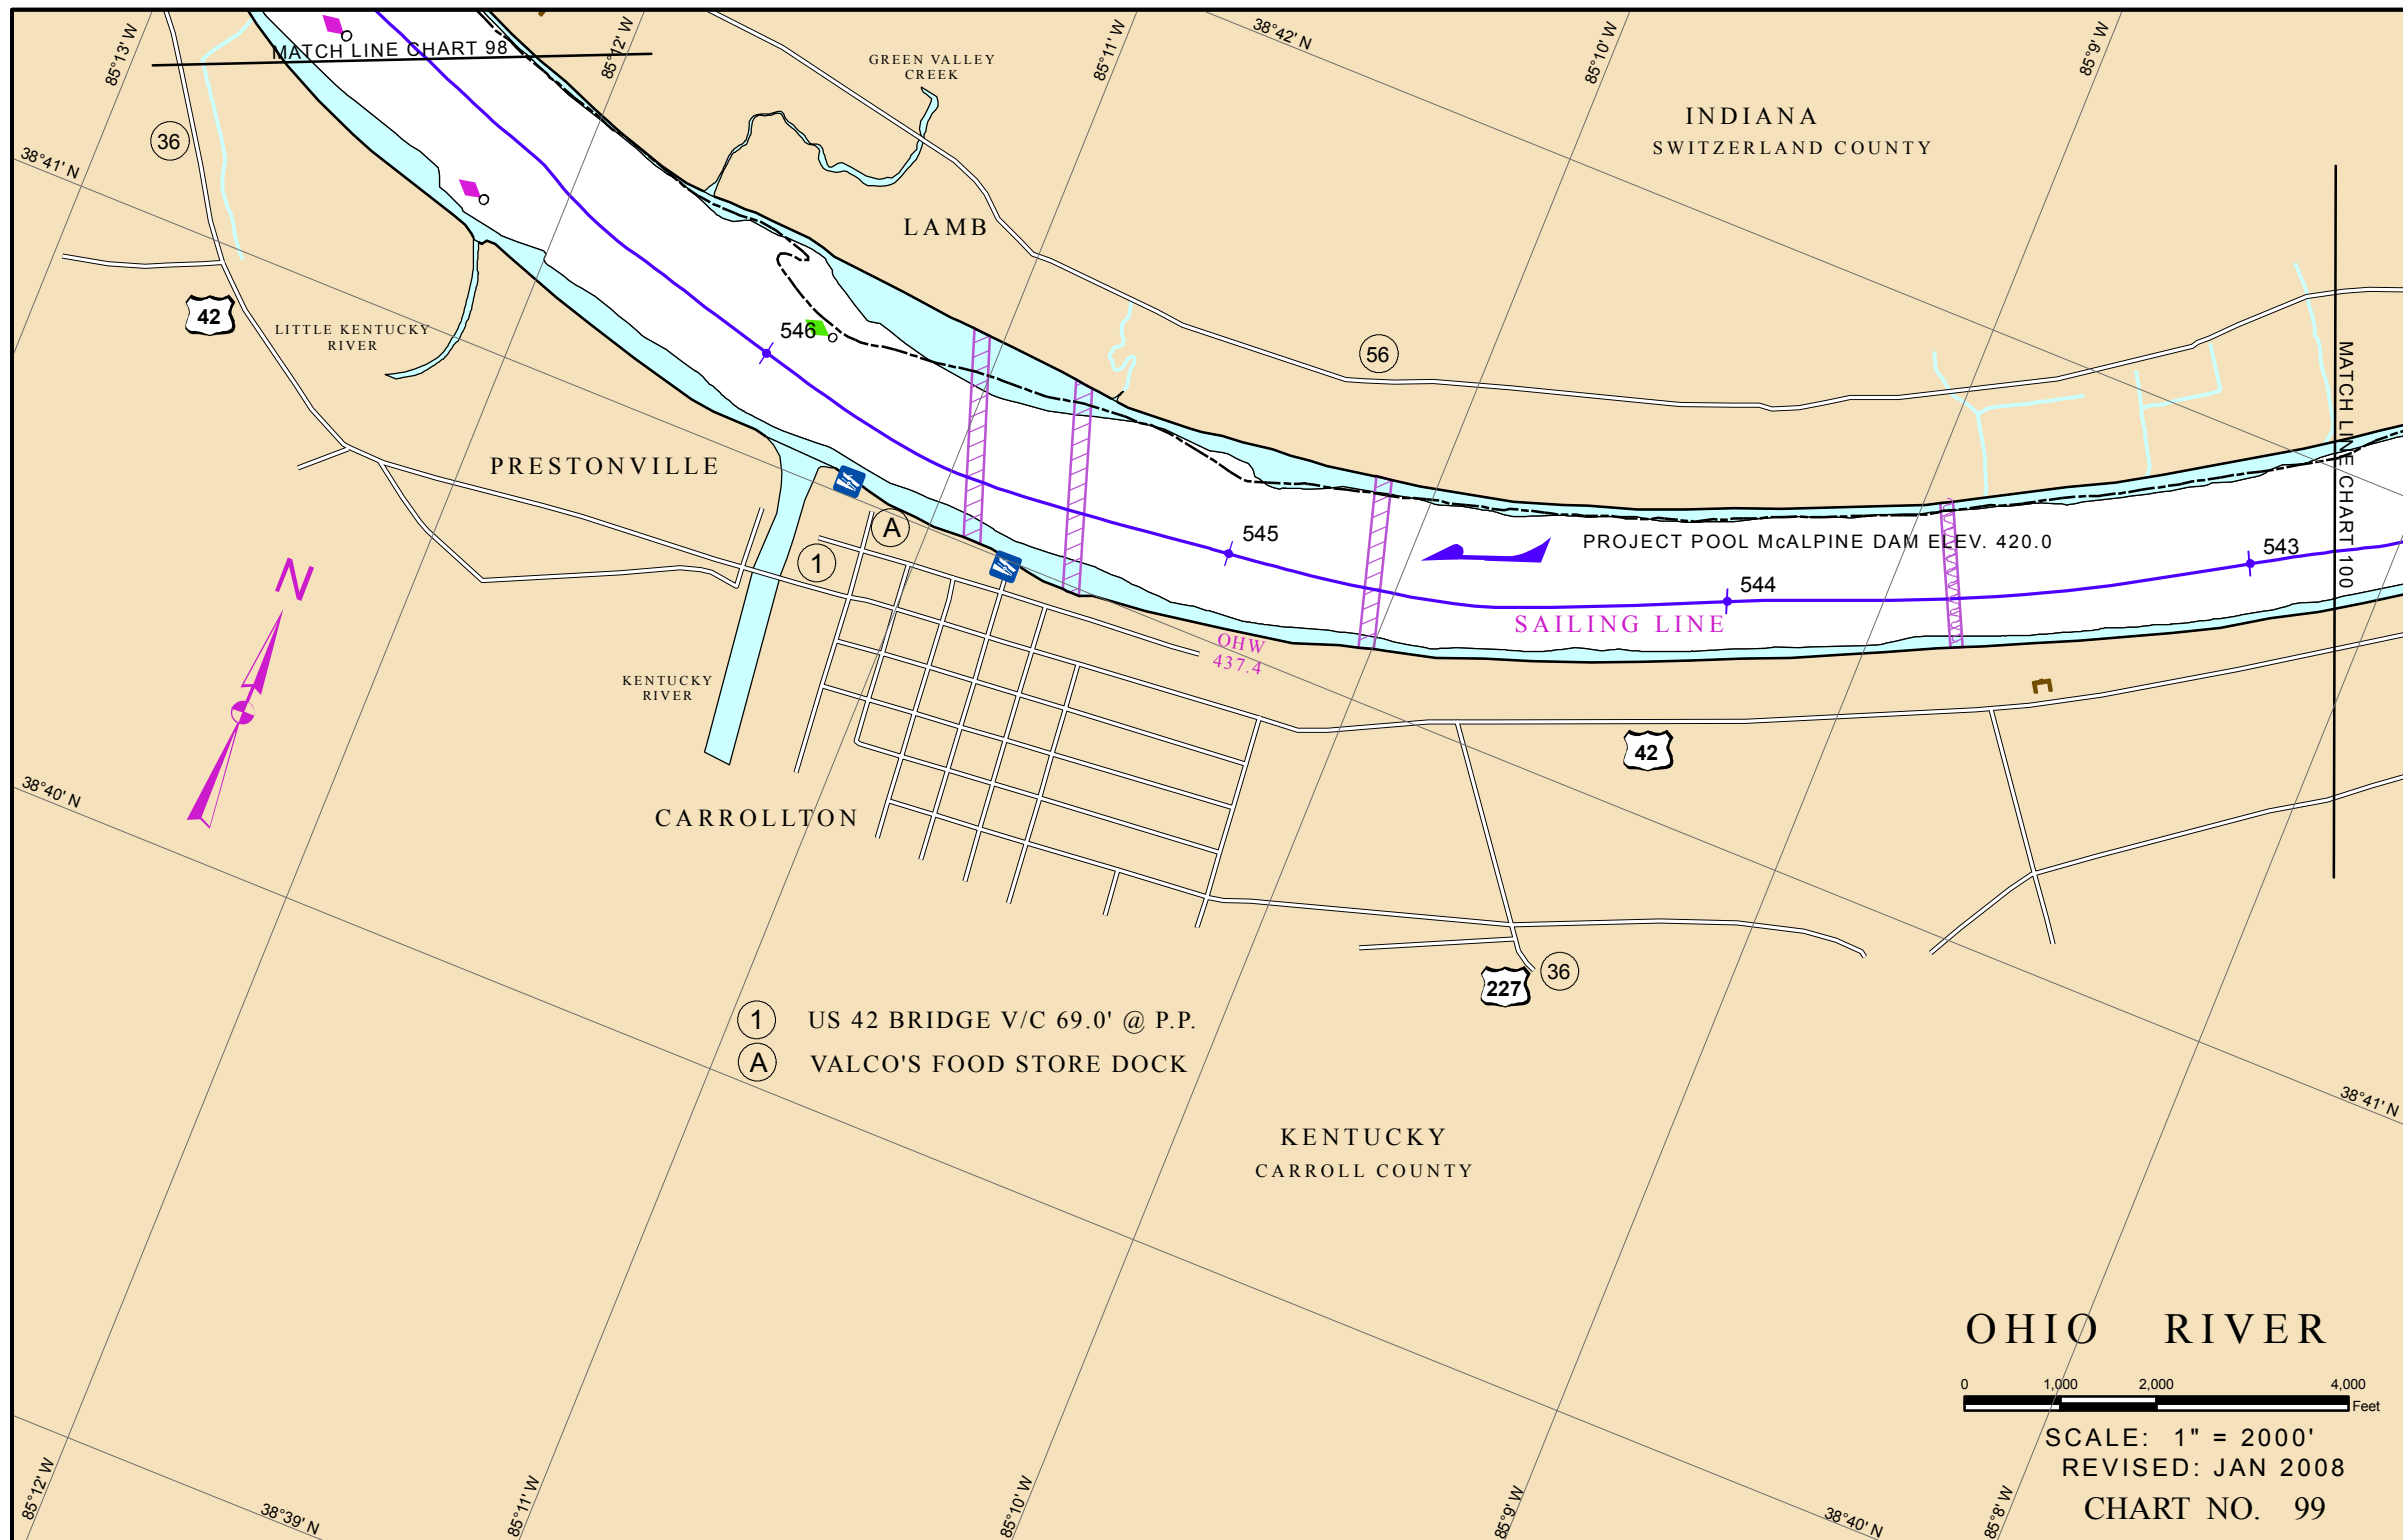 85°13' W
MATCH LINE CHART 98
85°12' W
GREEN VALLEY
CREEK
85°11' W
38°42' N
85°10' W
85°9' W
INDIANA
SWITZERLAND COUNTY
36
38°41' N
LAMB
42
LITTLE KENTUCKY
RIVER
546
56
MATCH LINE CHART 100
PRESTONVILLE
A
1
545
PROJECT POOL McALPINE DAM ELEV. 420.0
543
544
N
SAILING LINE
OHW
437.4
KENTUCKY
RIVER
42
38°40' N
CARROLLTON
227
36
1 US 42 BRIDGE V/C 69.0' @ P.P.
A VALCO'S FOOD STORE DOCK
38°41' N
KENTUCKY
CARROLL COUNTY
OHIO RIVER
0 1,000 2,000 4,000
Feet
SCALE: 1" = 2000'
REVISED: JAN 2008
CHART NO. 99
85°12' W
38°39' N
85°11' W
85°10' W
85°9' W
38°40' N
85°8' W